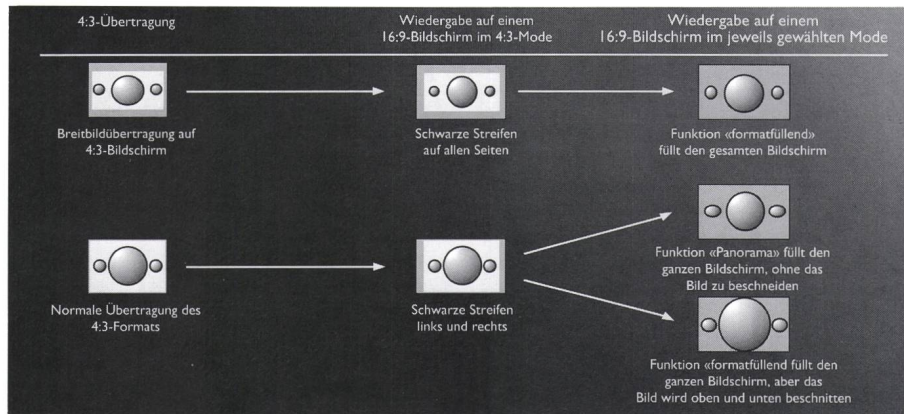 4:3-Übertragung
Wiedergabe auf einem
16:9-Bildschirm im 4:3-Mode
Wiedergabe auf einem
16:9-Bildschirm im jeweils gewählten Mode
Breitbildübertragung auf
4:3-Bildschirm
Schwarze Streifen
auf allen Seiten
Funktion «formatfüllend»
füllt den gesamten Bildschirm
Normale Übertragung des
4:3-Formats
Schwarze Streifen
links und rechts
Funktion «Panorama» füllt den
ganzen Bildschirm, ohne das
Bild zu beschneiden
Funktion «formatfüllend füllt den
ganzen Bildschirm, aber das
Bild wird oben und unten beschnitten